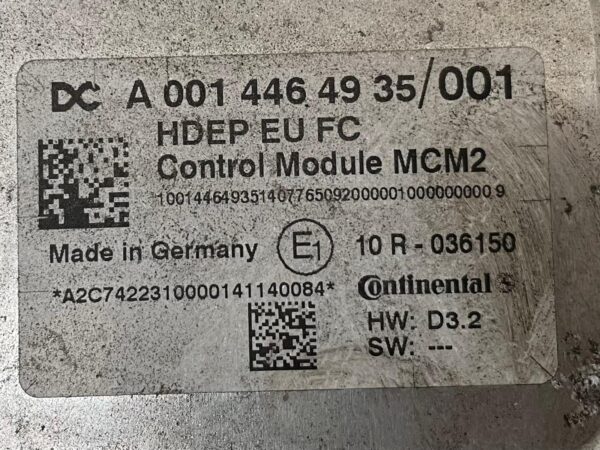 DC A 001 446 49 35/001
HDEP EU FC
Control Module MCM2
10014464935140776509200000100000000009
Made in Germany E1 10 R - 036150
*A2C7422310000141140084* Continental
HW: D3.2
SW: ---